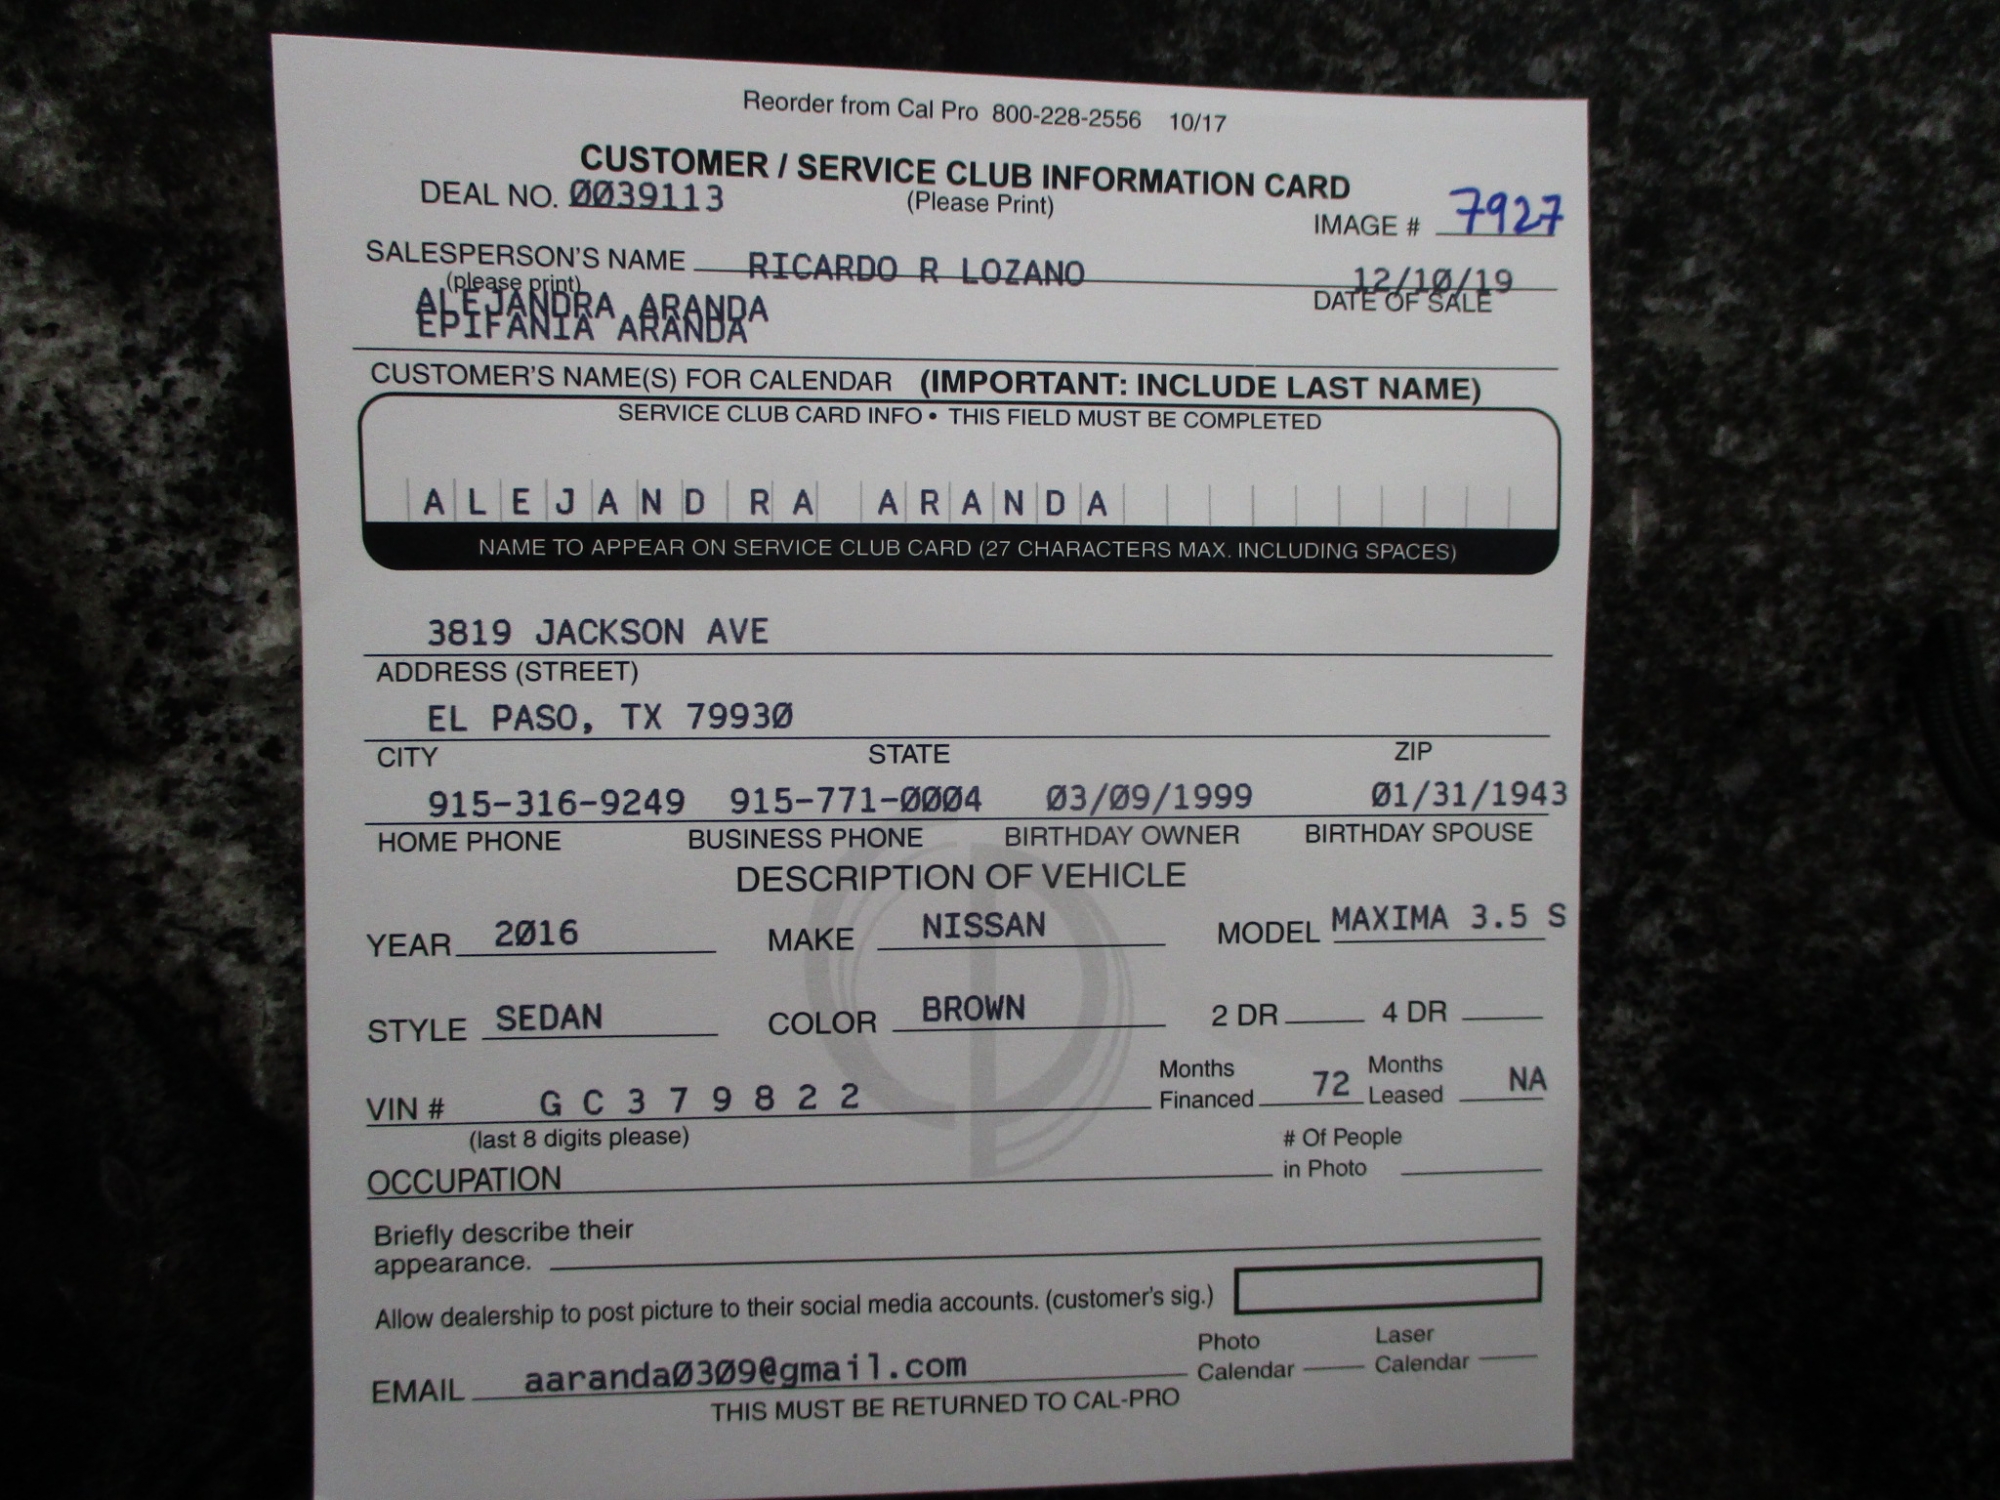 Reorder from Cal Pro 800-228-2556 10/17
CUSTOMER / SERVICE CLUB INFORMATION CARD
DEAL NO. 0039113 (Please Print)
IMAGE # 7927
SALESPERSON'S NAME RICARDO R LOZANO 12/10/19
(please print) DATE OF SALE
ALEJANDRA ARANDA
EPIFANIA ARANDA
CUSTOMER'S NAME(S) FOR CALENDAR (IMPORTANT: INCLUDE LAST NAME)
SERVICE CLUB CARD INFO • THIS FIELD MUST BE COMPLETED
ALEJANDRA ARANDA
NAME TO APPEAR ON SERVICE CLUB CARD (27 CHARACTERS MAX. INCLUDING SPACES)
3819 JACKSON AVE
ADDRESS (STREET)
EL PASO, TX 79930
CITY STATE ZIP
915-316-9249 915-771-0004 03/09/1999 01/31/1943
HOME PHONE BUSINESS PHONE BIRTHDAY OWNER BIRTHDAY SPOUSE
DESCRIPTION OF VEHICLE
YEAR 2016 MAKE NISSAN MODEL MAXIMA 3.5 S
STYLE SEDAN COLOR BROWN 2 DR 4 DR
VIN # G C 3 7 9 8 2 2 Months Financed 72 Months Leased NA
(last 8 digits please)
OCCUPATION # Of People in Photo
Briefly describe their
appearance.
Allow dealership to post picture to their social media accounts. (customer's sig.)
EMAIL aaranda0309@gmail.com Photo Calendar Laser Calendar
THIS MUST BE RETURNED TO CAL-PRO